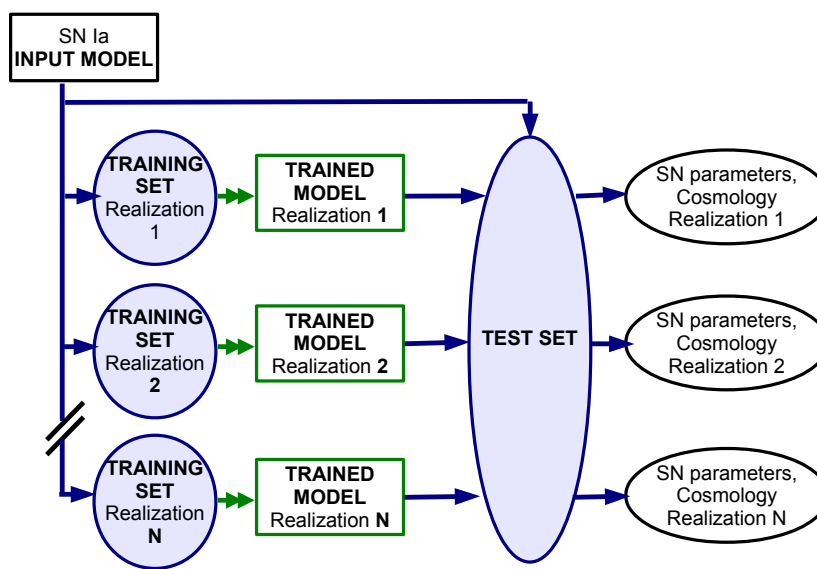 SN Ia
INPUT MODEL
TRAINING
SET
Realization
1
TRAINED
MODEL
Realization 1
SN parameters,
Cosmology
Realization 1
TRAINING
SET
Realization
2
TRAINED
MODEL
Realization 2
TEST SET
SN parameters,
Cosmology
Realization 2
TRAINING
SET
Realization
N
TRAINED
MODEL
Realization N
SN parameters,
Cosmology
Realization N